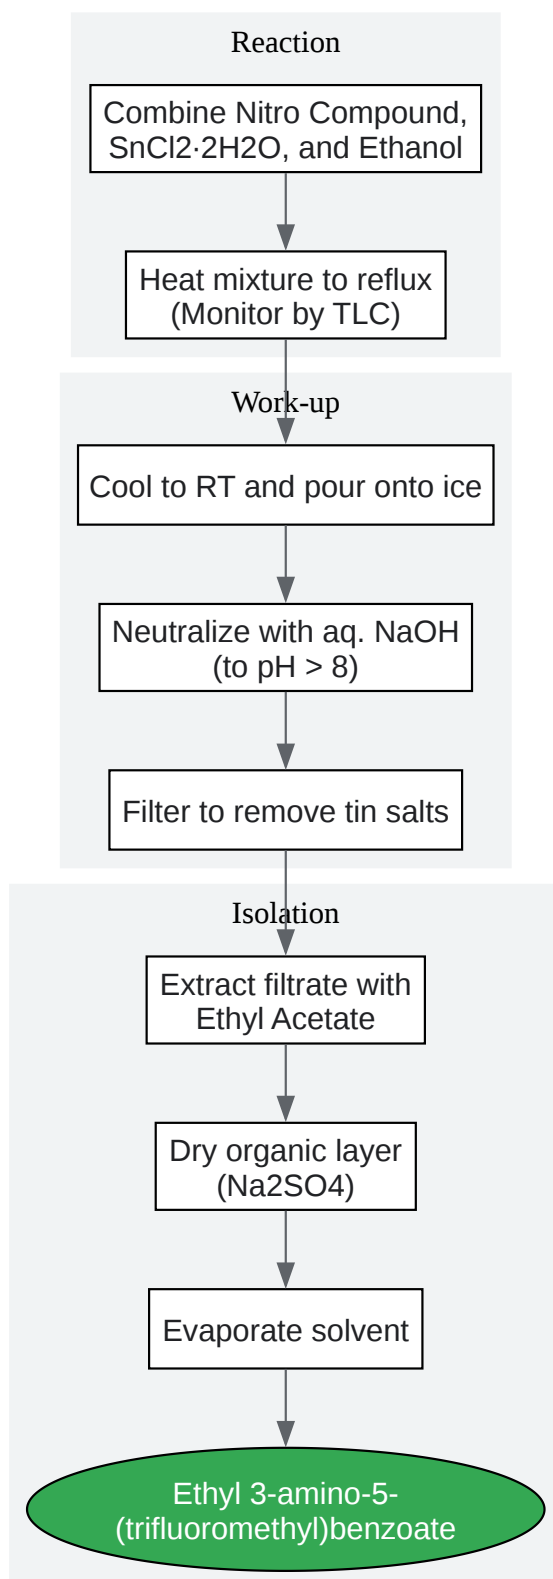 Reaction
Combine Nitro Compound,
SnCl2·2H2O, and Ethanol
Heat mixture to reflux
(Monitor by TLC)
Work-up
Cool to RT and pour onto ice
Neutralize with aq. NaOH
(to pH > 8)
Filter to remove tin salts
Isolation
Extract filtrate with
Ethyl Acetate
Dry organic layer
(Na2SO4)
Evaporate solvent
Ethyl 3-amino-5-
(trifluoromethyl)benzoate